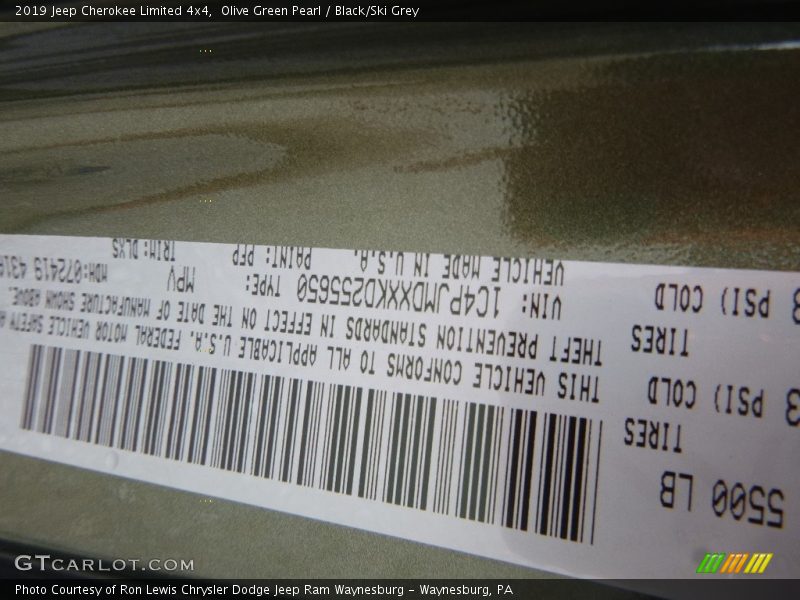 2019 Jeep Cherokee Limited 4x4,  Olive Green Pearl / Black/Ski Grey
5500 LB
TIRES
PSI) COLD
TIRES
PSI) COLD
THIS VEHICLE CONFORMS TO ALL APPLICABLE U.S.A. FEDERAL MOTOR VEHICLE SAFETY
THEFT PREVENTION STANDARDS IN EFFECT ON THE DATE OF MANUFACTURE SHOWN ABOVE.
VIN: 1C4PJMDXXKD255650 TYPE: MPV
VEHICLE MADE IN U.S.A. PAINT: PFP TRIM: DLXS
MDH: 072419
GTCARLOT.COM
Photo Courtesy of Ron Lewis Chrysler Dodge Jeep Ram Waynesburg - Waynesburg, PA